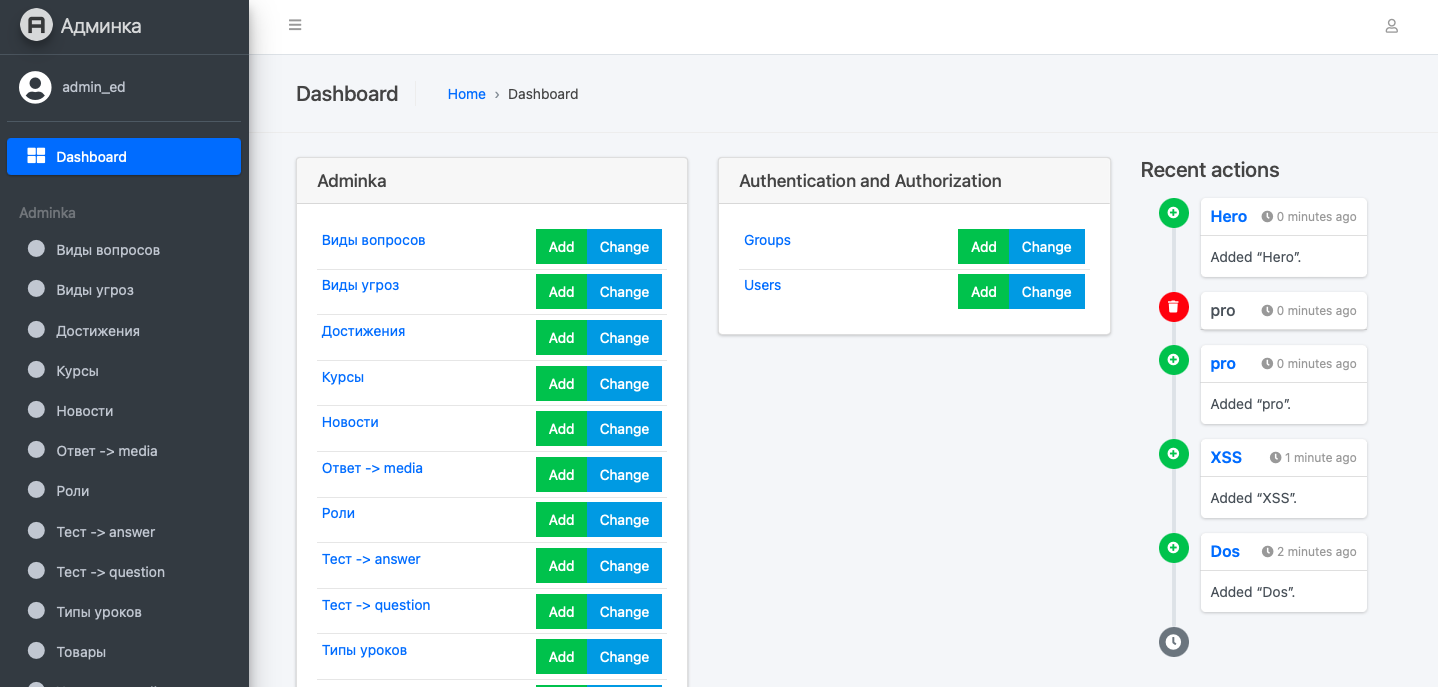 Админка
admin_ed
Dashboard
Adminka
Виды вопросов
Виды угроз
Достижения
Курсы
Новости
Ответ -> media
Роли
Тест -> answer
Тест -> question
Типы уроков
Товары
Dashboard
Home › Dashboard
Adminka
Виды вопросов Add Change
Виды угроз Add Change
Достижения Add Change
Курсы Add Change
Новости Add Change
Ответ -> media Add Change
Роли Add Change
Тест -> answer Add Change
Тест -> question Add Change
Типы уроков Add Change
Authentication and Authorization
Groups Add Change
Users Add Change
Recent actions
Hero 0 minutes ago
Added “Hero”.
pro 0 minutes ago
pro 0 minutes ago
Added “pro”.
XSS 1 minute ago
Added “XSS”.
Dos 2 minutes ago
Added “Dos”.